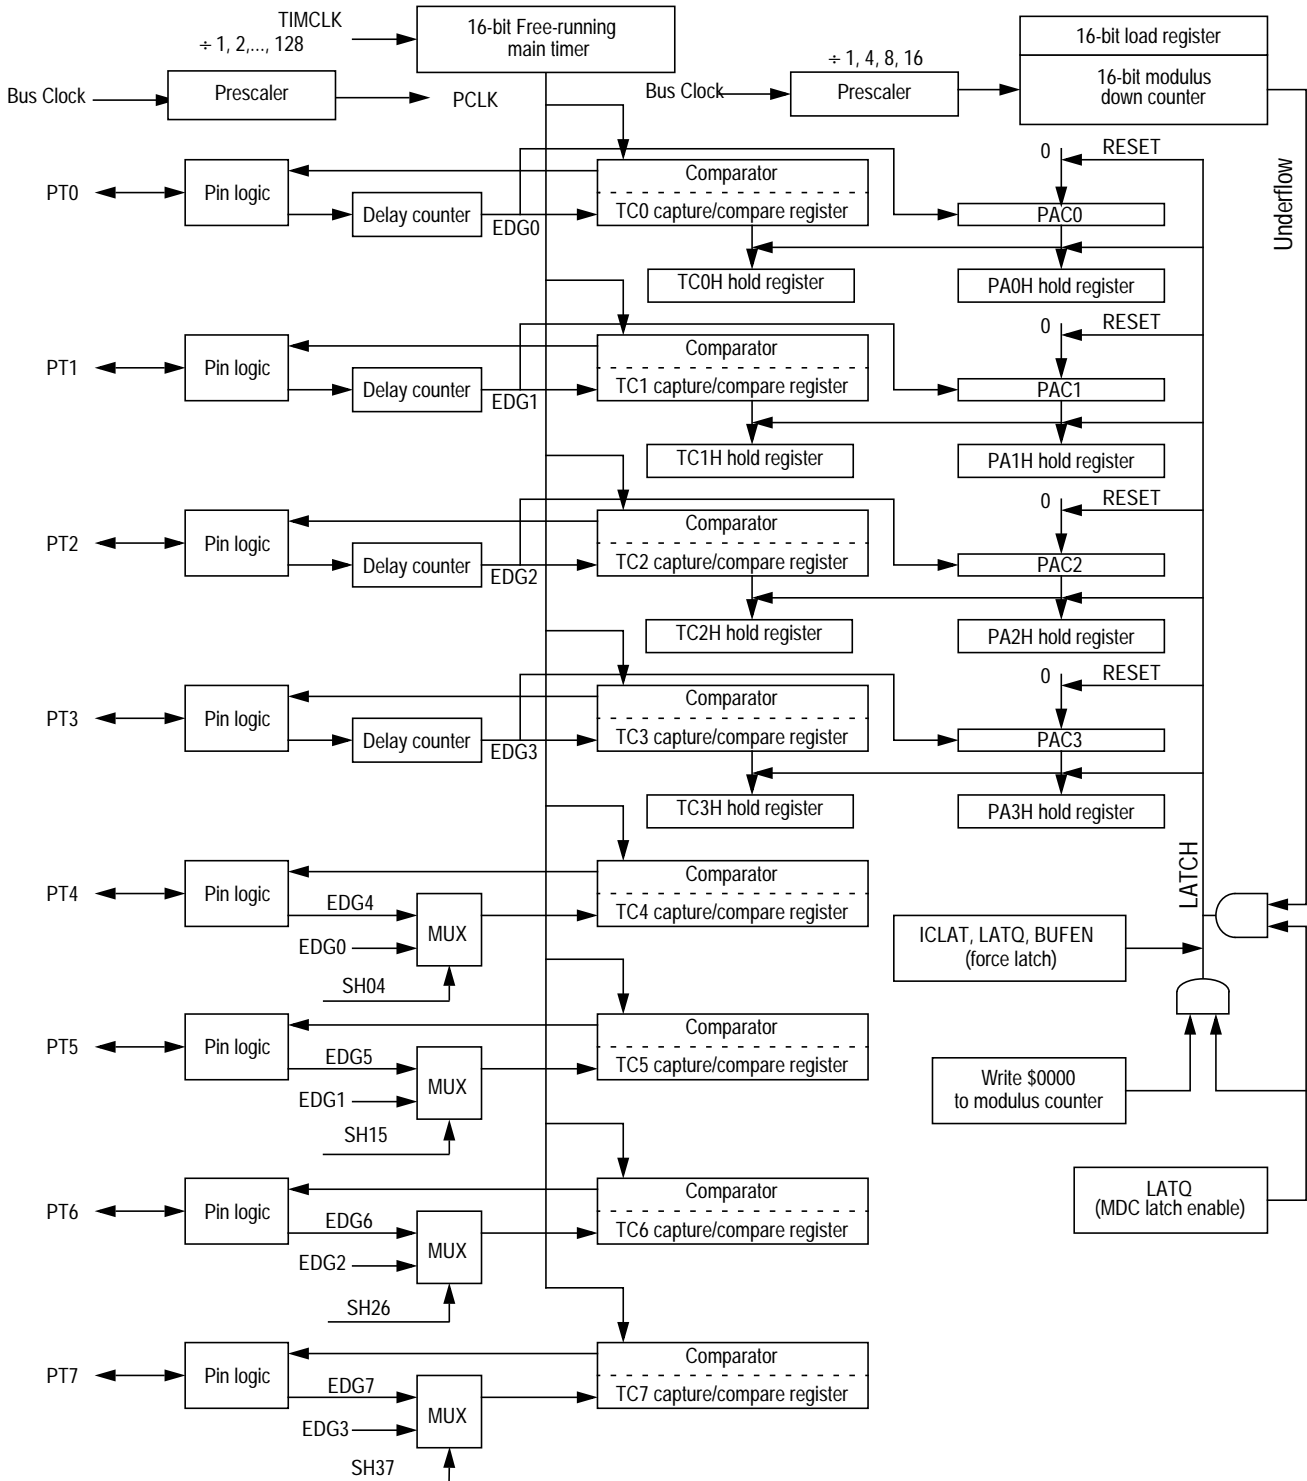 TIMCLK
÷ 1, 2,..., 128
16-bit Free-running
main timer
16-bit load register
16-bit modulus
down counter
÷ 1, 4, 8, 16
Bus Clock
Prescaler
PCLK
Bus Clock
Prescaler
Underflow
PT0
Pin logic
Delay counter
EDG0
Comparator
TC0 capture/compare register
TC0H hold register
0
RESET
PAC0
PA0H hold register
PT1
Pin logic
Delay counter
EDG1
Comparator
TC1 capture/compare register
TC1H hold register
0
RESET
PAC1
PA1H hold register
PT2
Pin logic
Delay counter
EDG2
Comparator
TC2 capture/compare register
TC2H hold register
0
RESET
PAC2
PA2H hold register
PT3
Pin logic
Delay counter
EDG3
Comparator
TC3 capture/compare register
TC3H hold register
0
RESET
PAC3
PA3H hold register
LATCH
PT4
Pin logic
EDG4
EDG0
MUX
SH04
Comparator
TC4 capture/compare register
ICLAT, LATQ, BUFEN
(force latch)
PT5
Pin logic
EDG5
EDG1
MUX
SH15
Comparator
TC5 capture/compare register
Write $0000
to modulus counter
PT6
Pin logic
EDG6
EDG2
MUX
SH26
Comparator
TC6 capture/compare register
LATQ
(MDC latch enable)
PT7
Pin logic
EDG7
EDG3
MUX
SH37
Comparator
TC7 capture/compare register